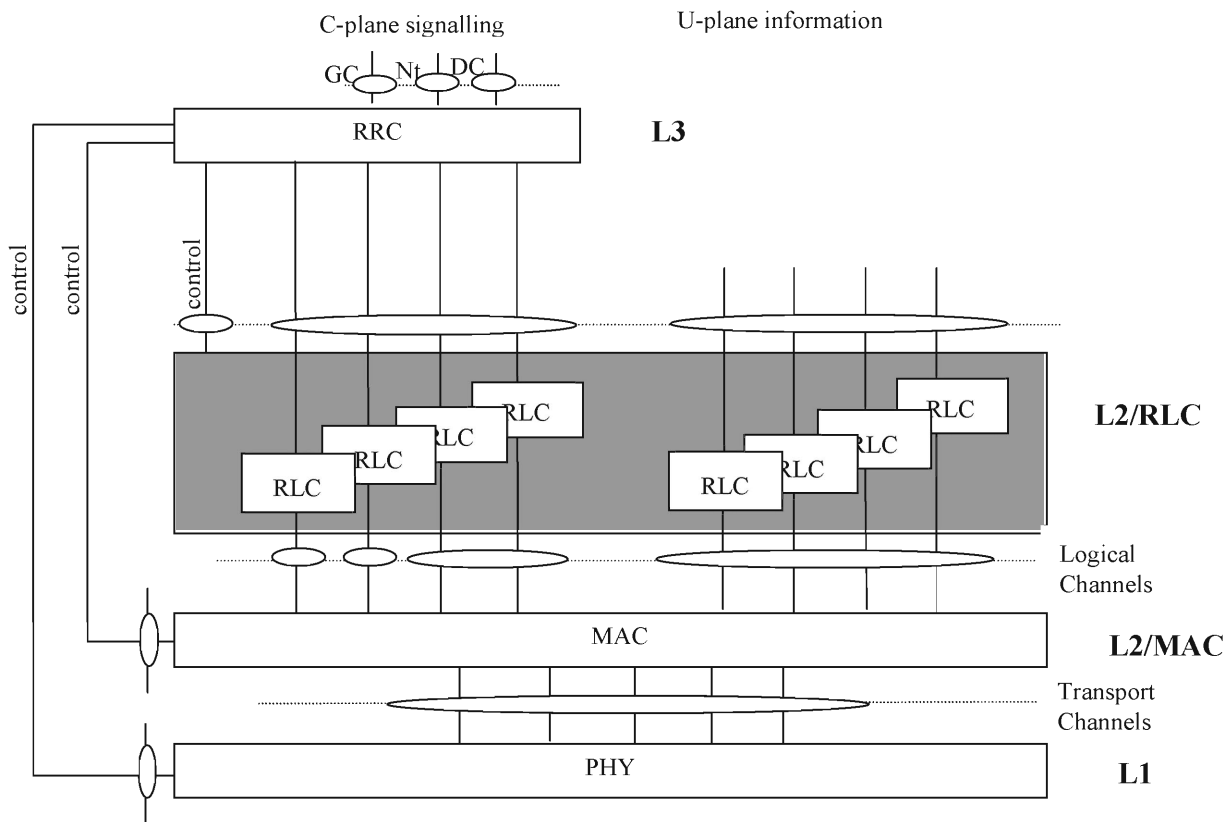 C-plane signalling
U-plane information
GC
Nt
DC
RRC
L3
control
control
control
RLC
RLC
RLC
RLC
RLC
RLC
RLC
RLC
L2/RLC
Logical
Channels
MAC
L2/MAC
Transport
Channels
PHY
L1